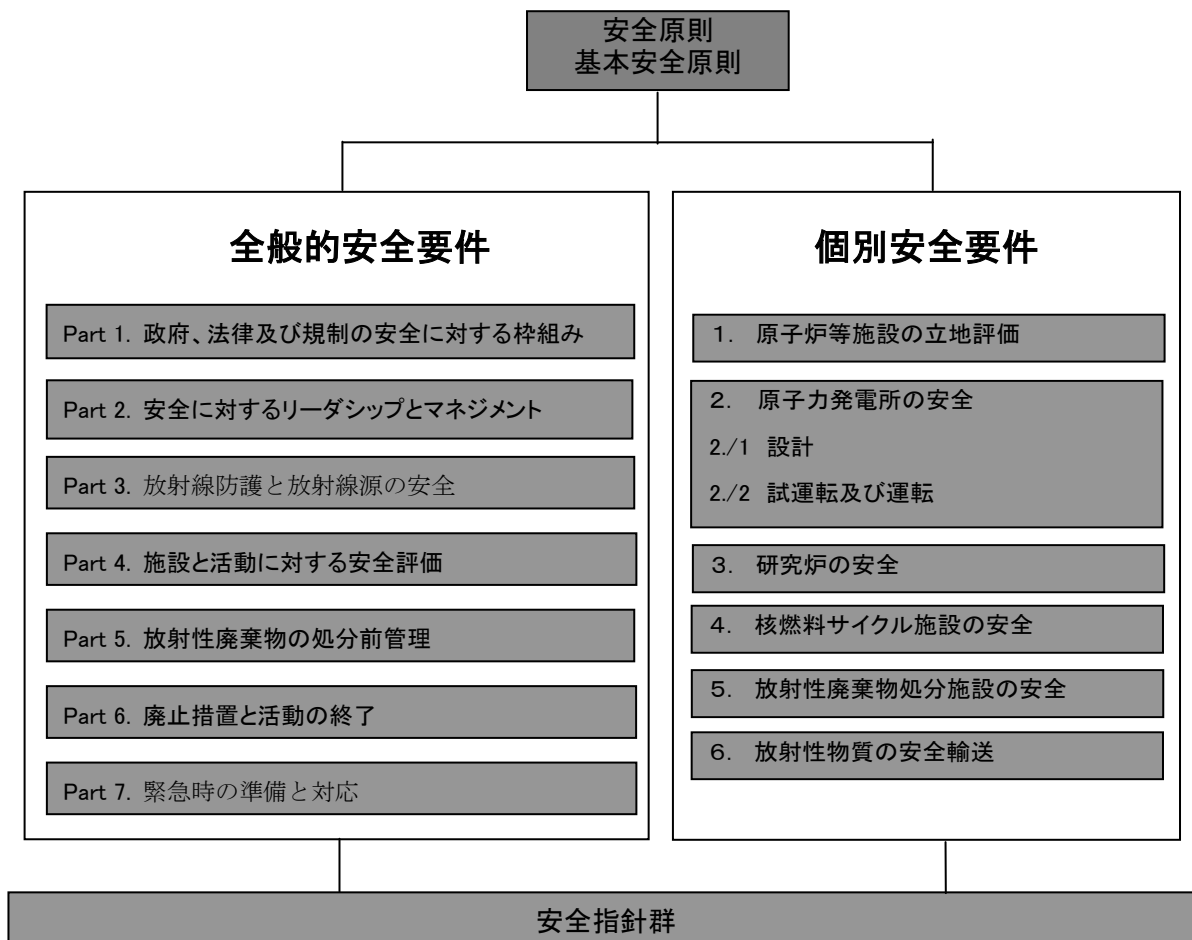 安全原則
基本安全原則
全般的安全要件
Part 1. 政府、法律及び規制の安全に対する枠組み
Part 2. 安全に対するリーダシップとマネジメント
Part 3. 放射線防護と放射線源の安全
Part 4. 施設と活動に対する安全評価
Part 5. 放射性廃棄物の処分前管理
Part 6. 廃止措置と活動の終了
Part 7. 緊急時の準備と対応
個別安全要件
1. 原子炉等施設の立地評価
2. 原子力発電所の安全
2./1 設計
2./2 試運転及び運転
3. 研究炉の安全
4. 核燃料サイクル施設の安全
5. 放射性廃棄物処分施設の安全
6. 放射性物質の安全輸送
安全指針群